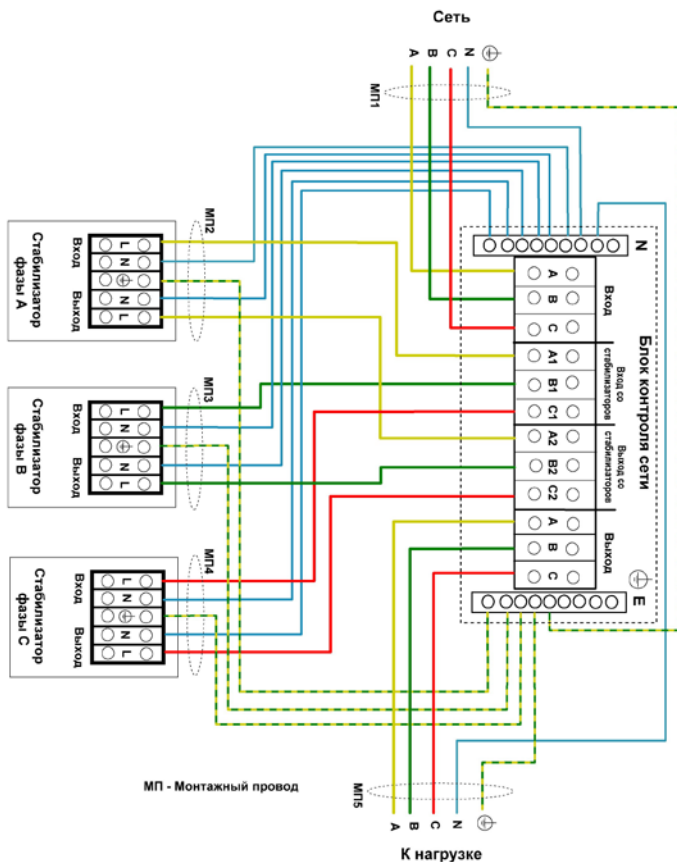 Сеть
A
B
C
N
МП1
Стабилизатор
фазы А
Вход
Выход
L
N
N
L
МП2
Стабилизатор
фазы В
Вход
Выход
L
N
N
L
МП3
Стабилизатор
фазы С
Вход
Выход
L
N
N
L
МП4
Блок контроля сети
N
Вход
A
B
C
Вход со
стабилизаторов
A1
B1
C1
Выход со
стабилизаторов
A2
B2
C2
Выход
A
B
C
E
МП - Монтажный провод
МП5
A
B
C
N
К нагрузке